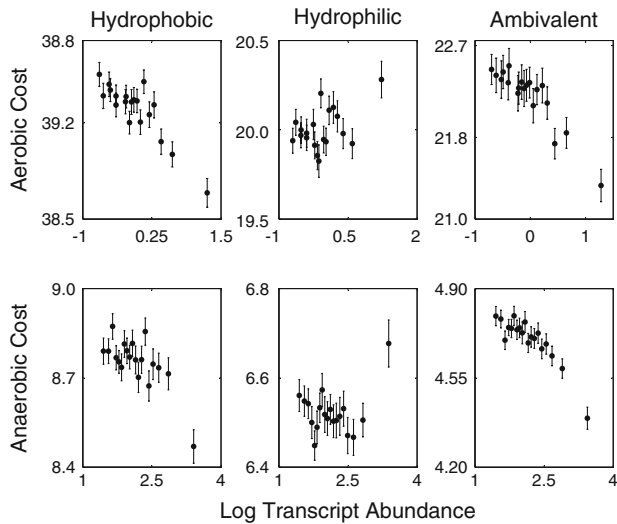 Hydrophobic Hydrophilic Ambivalent
Aerobic Cost
38.8 20.5 22.7
39.2 20.0 21.8
38.5 19.5 21.0
-1 0.25 1.5 -1 0.5 2 -1 0 1
Anaerobic Cost
9.0 6.8 4.90
8.7 6.6 4.55
8.4 6.4 4.20
1 2.5 4 1 2.5 4 1 2.5 4
Log Transcript Abundance